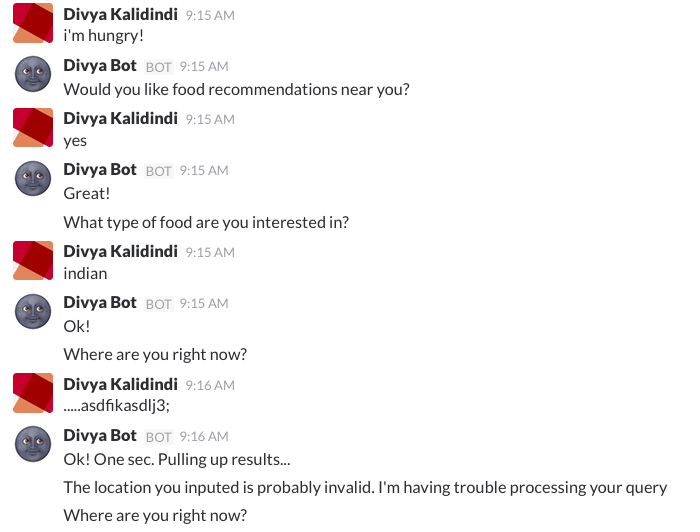 Divya Kalidindi 9:15 AM
i'm hungry!
Divya Bot BOT 9:15 AM
Would you like food recommendations near you?
Divya Kalidindi 9:15 AM
yes
Divya Bot BOT 9:15 AM
Great!
What type of food are you interested in?
Divya Kalidindi 9:15 AM
indian
Divya Bot BOT 9:15 AM
Ok!
Where are you right now?
Divya Kalidindi 9:16 AM
.....asdfikasdlj3;
Divya Bot BOT 9:16 AM
Ok! One sec. Pulling up results...
The location you inputed is probably invalid. I'm having trouble processing your query
Where are you right now?